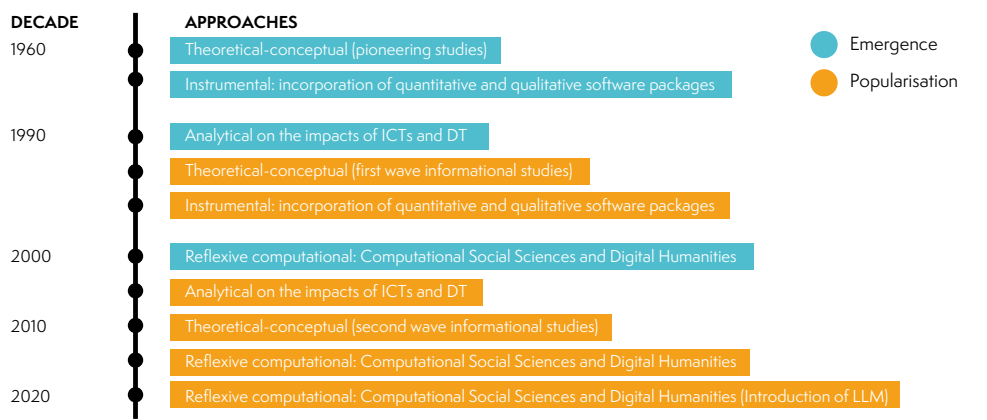 DECADE
APPROACHES
1960
Theoretical-conceptual (pioneering studies)
Instrumental: incorporation of quantitative and qualitative software packages
1990
Analytical on the impacts of ICTs and DT
Theoretical-conceptual (first wave informational studies)
Instrumental: incorporation of quantitative and qualitative software packages
2000
Reflexive computational: Computational Social Sciences and Digital Humanities
Analytical on the impacts of ICTs and DT
2010
Theoretical-conceptual (second wave informational studies)
Reflexive computational: Computational Social Sciences and Digital Humanities
2020
Reflexive computational: Computational Social Sciences and Digital Humanities (Introduction of LLM)
Emergence
Popularisation